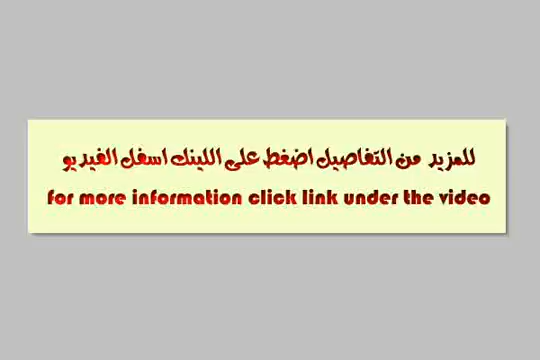 للمزيد من التفاصيل اضغط على اللينك اسفل الفيديو
for more information click link under the video